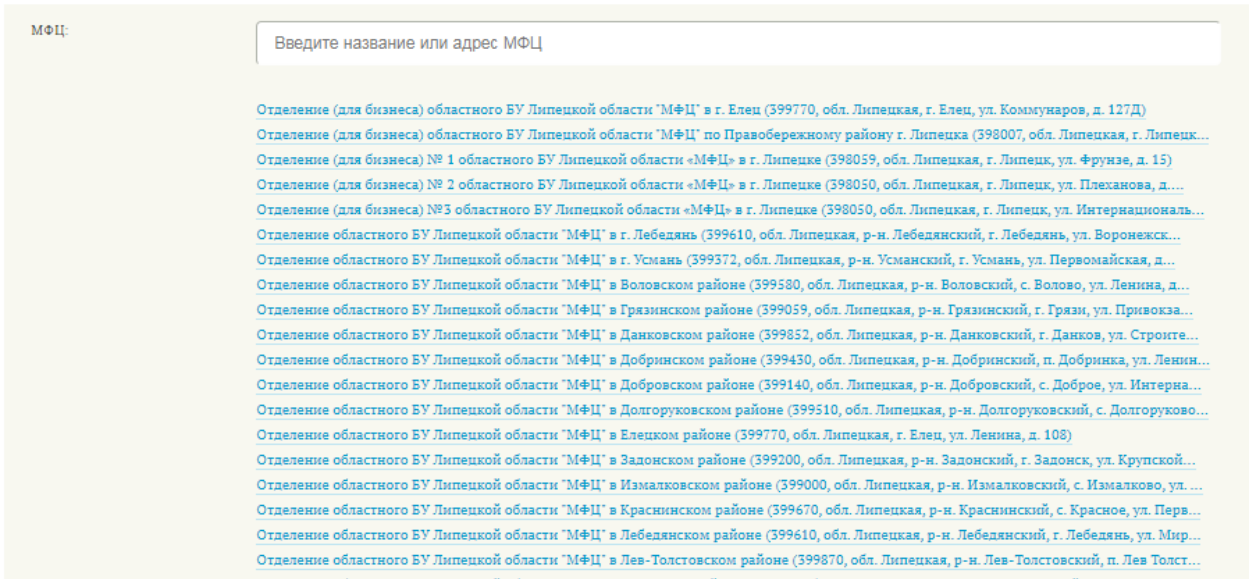 МФЦ:
Введите название или адрес МФЦ
Отделение (для бизнеса) областного БУ Липецкой области "МФЦ" в г. Елец (399770, обл. Липецкая, г. Елец, ул. Коммунаров, д. 127Д)
Отделение (для бизнеса) областного БУ Липецкой области "МФЦ" по Правобережному району г. Липецка (398007, обл. Липецкая, г. Липецк...
Отделение (для бизнеса) № 1 областного БУ Липецкой области «МФЦ» в г. Липецке (398059, обл. Липецкая, г. Липецк, ул. Фрунзе, д. 15)
Отделение (для бизнеса) № 2 областного БУ Липецкой области «МФЦ» в г. Липецке (398050, обл. Липецкая, г. Липецк, ул. Плеханова, д....
Отделение (для бизнеса) №3 областного БУ Липецкой области «МФЦ» в г. Липецке (398050, обл. Липецкая, г. Липецк, ул. Интернациональ...
Отделение областного БУ Липецкой области "МФЦ" в г. Лебедянь (399610, обл. Липецкая, р-н. Лебедянский, г. Лебедянь, ул. Воронежск...
Отделение областного БУ Липецкой области "МФЦ" в г. Усмань (399372, обл. Липецкая, р-н. Усманский, г. Усмань, ул. Первомайская, д...
Отделение областного БУ Липецкой области "МФЦ" в Воловском районе (399580, обл. Липецкая, р-н. Воловский, с. Волово, ул. Ленина, д...
Отделение областного БУ Липецкой области "МФЦ" в Грязинском районе (399059, обл. Липецкая, р-н. Грязинский, г. Грязи, ул. Привокза...
Отделение областного БУ Липецкой области "МФЦ" в Данковском районе (399852, обл. Липецкая, р-н. Данковский, г. Данков, ул. Строите...
Отделение областного БУ Липецкой области "МФЦ" в Добринском районе (399430, обл. Липецкая, р-н. Добринский, п. Добринка, ул. Ленин...
Отделение областного БУ Липецкой области "МФЦ" в Добровском районе (399140, обл. Липецкая, р-н. Добровский, с. Доброе, ул. Интерна...
Отделение областного БУ Липецкой области "МФЦ" в Долгоруковском районе (399510, обл. Липецкая, р-н. Долгоруковский, с. Долгоруково...
Отделение областного БУ Липецкой области "МФЦ" в Елецком районе (399770, обл. Липецкая, г. Елец, ул. Ленина, д. 108)
Отделение областного БУ Липецкой области "МФЦ" в Задонском районе (399200, обл. Липецкая, р-н. Задонский, г. Задонск, ул. Крупской...
Отделение областного БУ Липецкой области "МФЦ" в Измалковском районе (399000, обл. Липецкая, р-н. Измалковский, с. Измалково, ул. ...
Отделение областного БУ Липецкой области "МФЦ" в Краснинском районе (399670, обл. Липецкая, р-н. Краснинский, с. Красное, ул. Перв...
Отделение областного БУ Липецкой области "МФЦ" в Лебедянском районе (399610, обл. Липецкая, р-н. Лебедянский, г. Лебедянь, ул. Мир...
Отделение областного БУ Липецкой области "МФЦ" в Лев-Толстовском районе (399870, обл. Липецкая, р-н. Лев-Толстовский, п. Лев Толст...